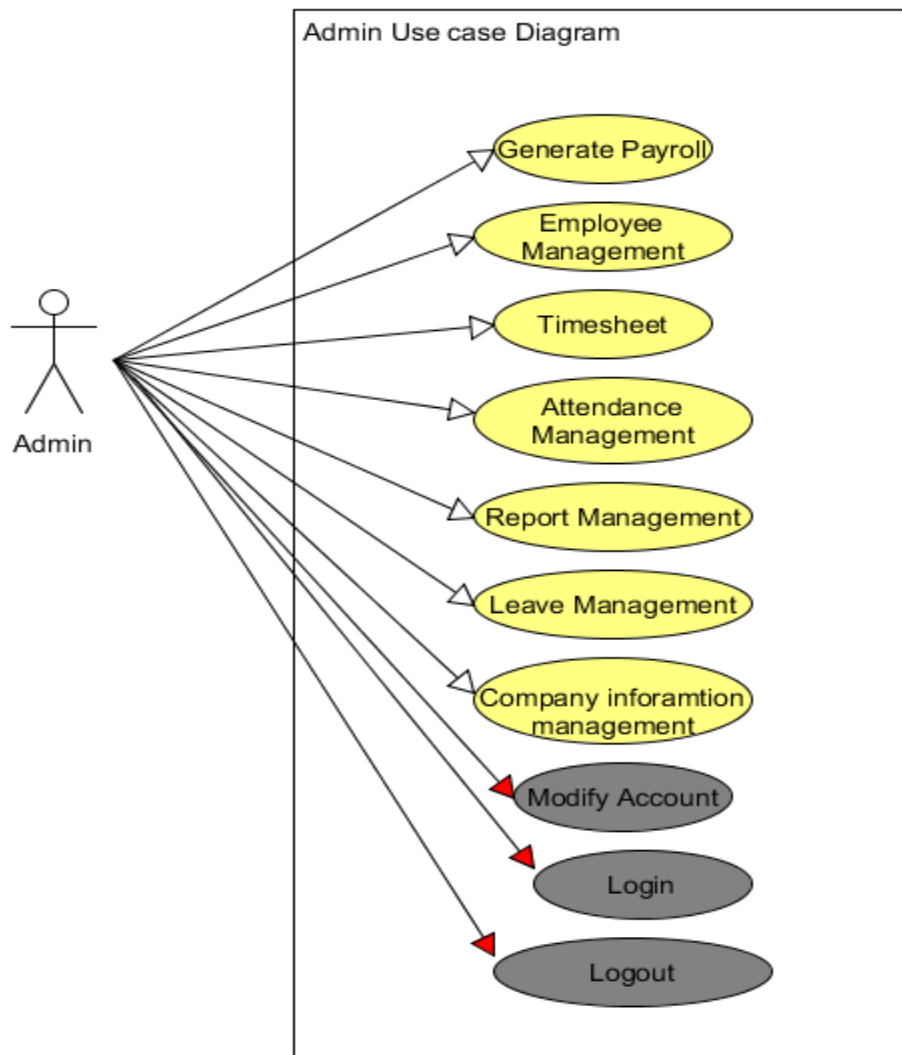 Admin Use case Diagram
Generate Payroll
Employee
Management
Timesheet
Attendance
Management
Admin
Report Management
Leave Management
Company inforamtion
management
Modify Account
Login
Logout